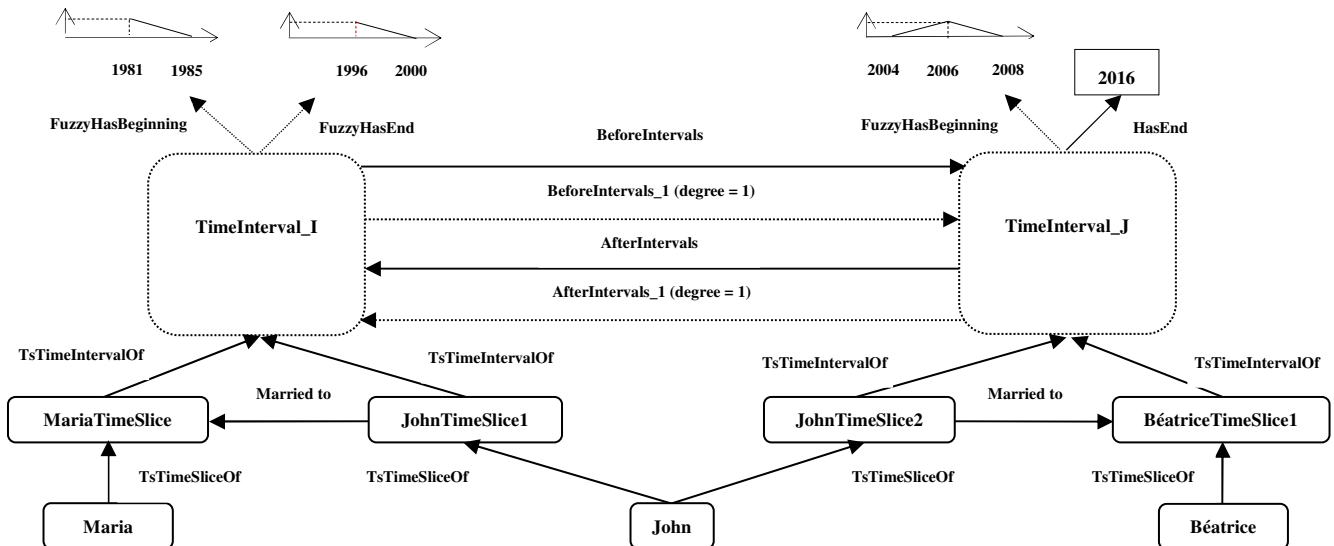 1981 1985
1996 2000
2004 2006 2008
2016
FuzzyHasBeginning
FuzzyHasEnd
FuzzyHasBeginning
HasEnd
BeforeIntervals
BeforeIntervals_1 (degree = 1)
TimeInterval_I
TimeInterval_J
AfterIntervals
AfterIntervals_1 (degree = 1)
TsTimeIntervalOf
TsTimeIntervalOf
TsTimeIntervalOf
TsTimeIntervalOf
Married to
Married to
MariaTimeSlice
JohnTimeSlice1
JohnTimeSlice2
BéatriceTimeSlice1
TsTimeSliceOf
TsTimeSliceOf
TsTimeSliceOf
TsTimeSliceOf
Maria
John
Béatrice